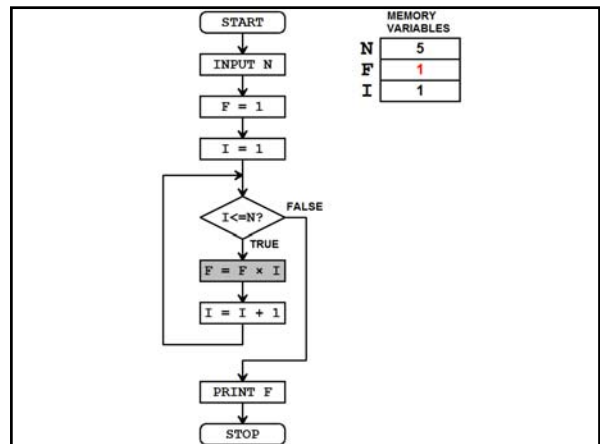 START
INPUT N
F = 1
I = 1
I<=N?
FALSE
TRUE
F = F × I
I = I + 1
PRINT F
STOP
MEMORY
VARIABLES
N 5
F 1
I 1